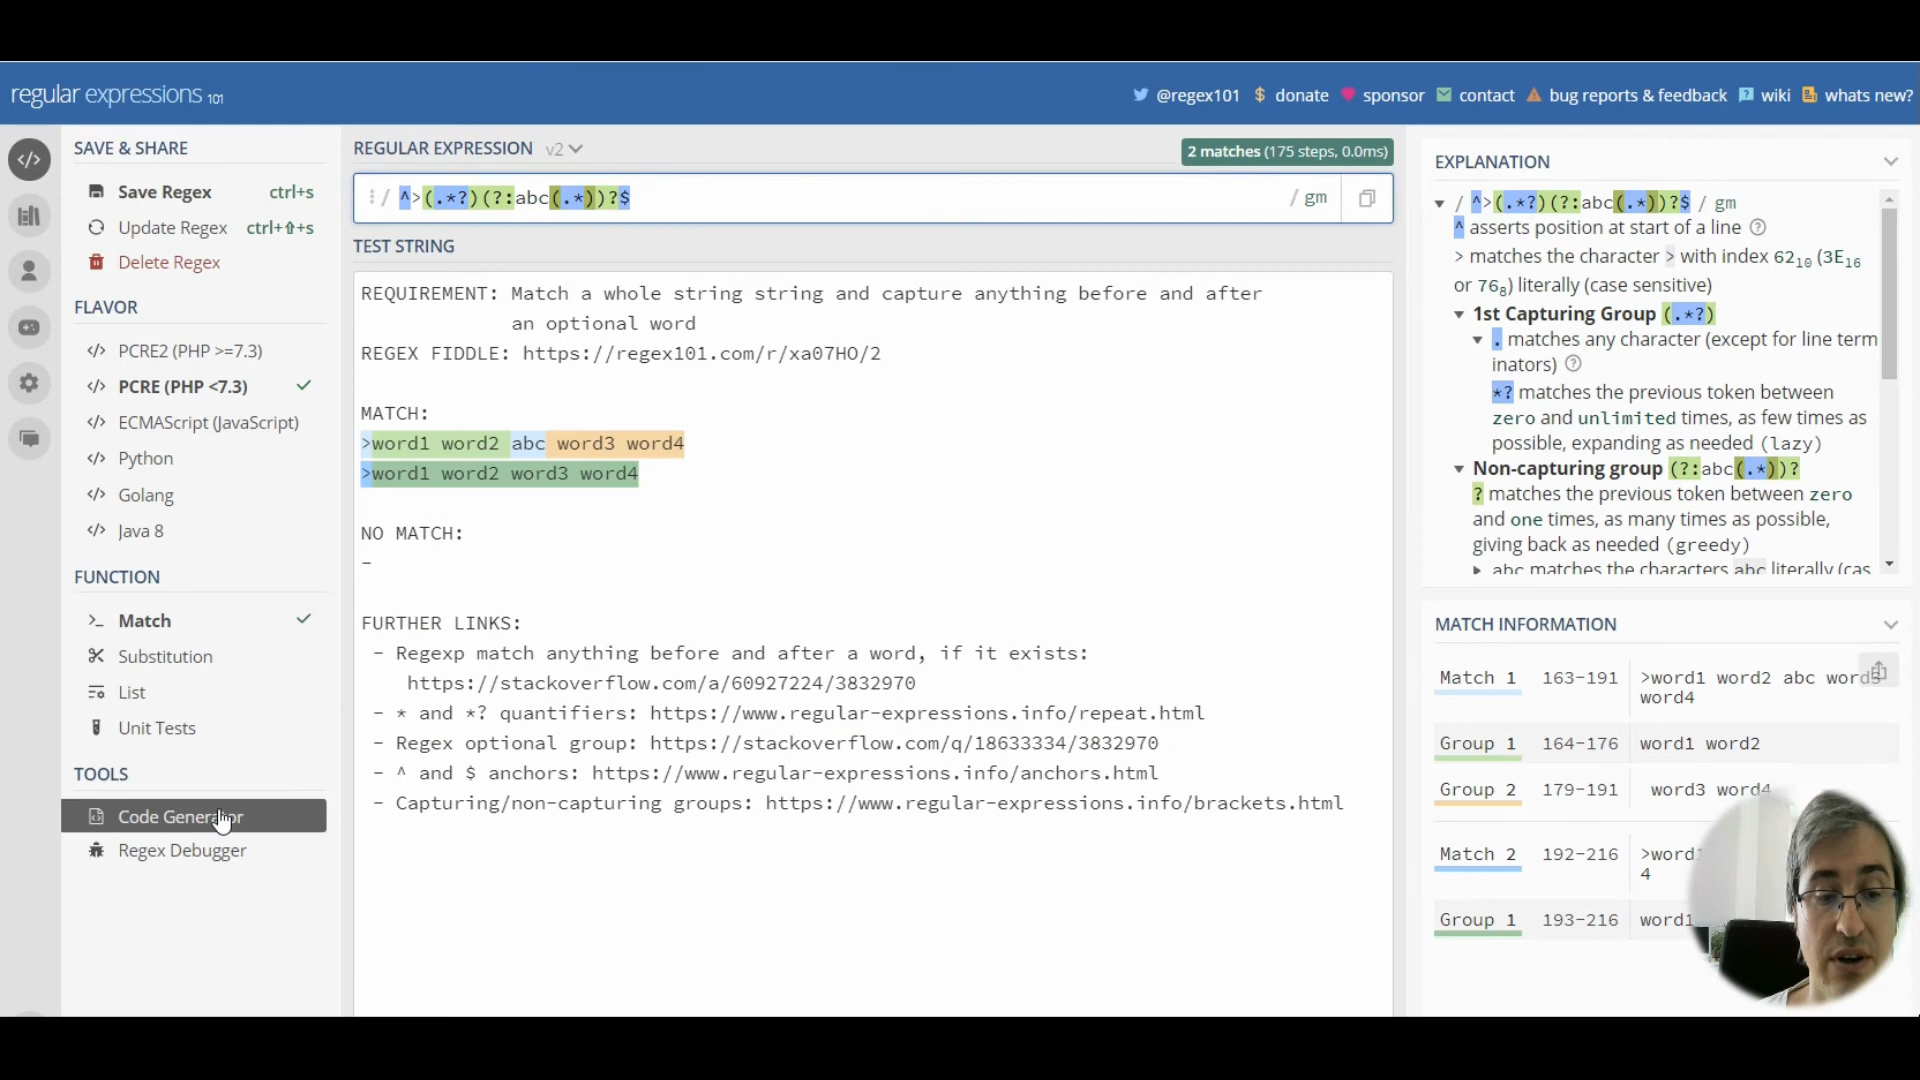 regular expressions 101
@regex101 $ donate sponsor contact bug reports & feedback wiki whats new?
SAVE & SHARE
Save Regex ctrl+s
Update Regex ctrl+⇧+s
Delete Regex
FLAVOR
</> PCRE2 (PHP >=7.3)
</> PCRE (PHP <7.3)
</> ECMAScript (JavaScript)
</> Python
</> Golang
</> Java 8
FUNCTION
>_ Match
Substitution
List
Unit Tests
TOOLS
Code Generator
Regex Debugger
REGULAR EXPRESSION v2
2 matches (175 steps, 0.0ms)
/ ^>(.*?)(?:abc(.*))?$ / gm
TEST STRING
REQUIREMENT: Match a whole string string and capture anything before and after
an optional word
REGEX FIDDLE: https://regex101.com/r/xa07HO/2
MATCH:
>word1 word2 abc word3 word4
>word1 word2 word3 word4
NO MATCH:
-
FURTHER LINKS:
- Regexp match anything before and after a word, if it exists:
https://stackoverflow.com/a/60927224/3832970
- * and *? quantifiers: https://www.regular-expressions.info/repeat.html
- Regex optional group: https://stackoverflow.com/q/18633334/3832970
- ^ and $ anchors: https://www.regular-expressions.info/anchors.html
- Capturing/non-capturing groups: https://www.regular-expressions.info/brackets.html
EXPLANATION
/ ^>(.*?)(?:abc(.*))?$ / gm
^ asserts position at start of a line
> matches the character > with index 62₁₀ (3E₁₆
or 76₈) literally (case sensitive)
1st Capturing Group (.*?)
. matches any character (except for line term
inators)
*? matches the previous token between
zero and unlimited times, as few times as
possible, expanding as needed (lazy)
Non-capturing group (?:abc(.*))?
? matches the previous token between zero
and one times, as many times as possible,
giving back as needed (greedy)
abc matches the characters abc literally (cas
MATCH INFORMATION
Match 1 163-191 >word1 word2 abc word3
word4
Group 1 164-176 word1 word2
Group 2 179-191 word3 word4
Match 2 192-216 >word1
4
Group 1 193-216 word1